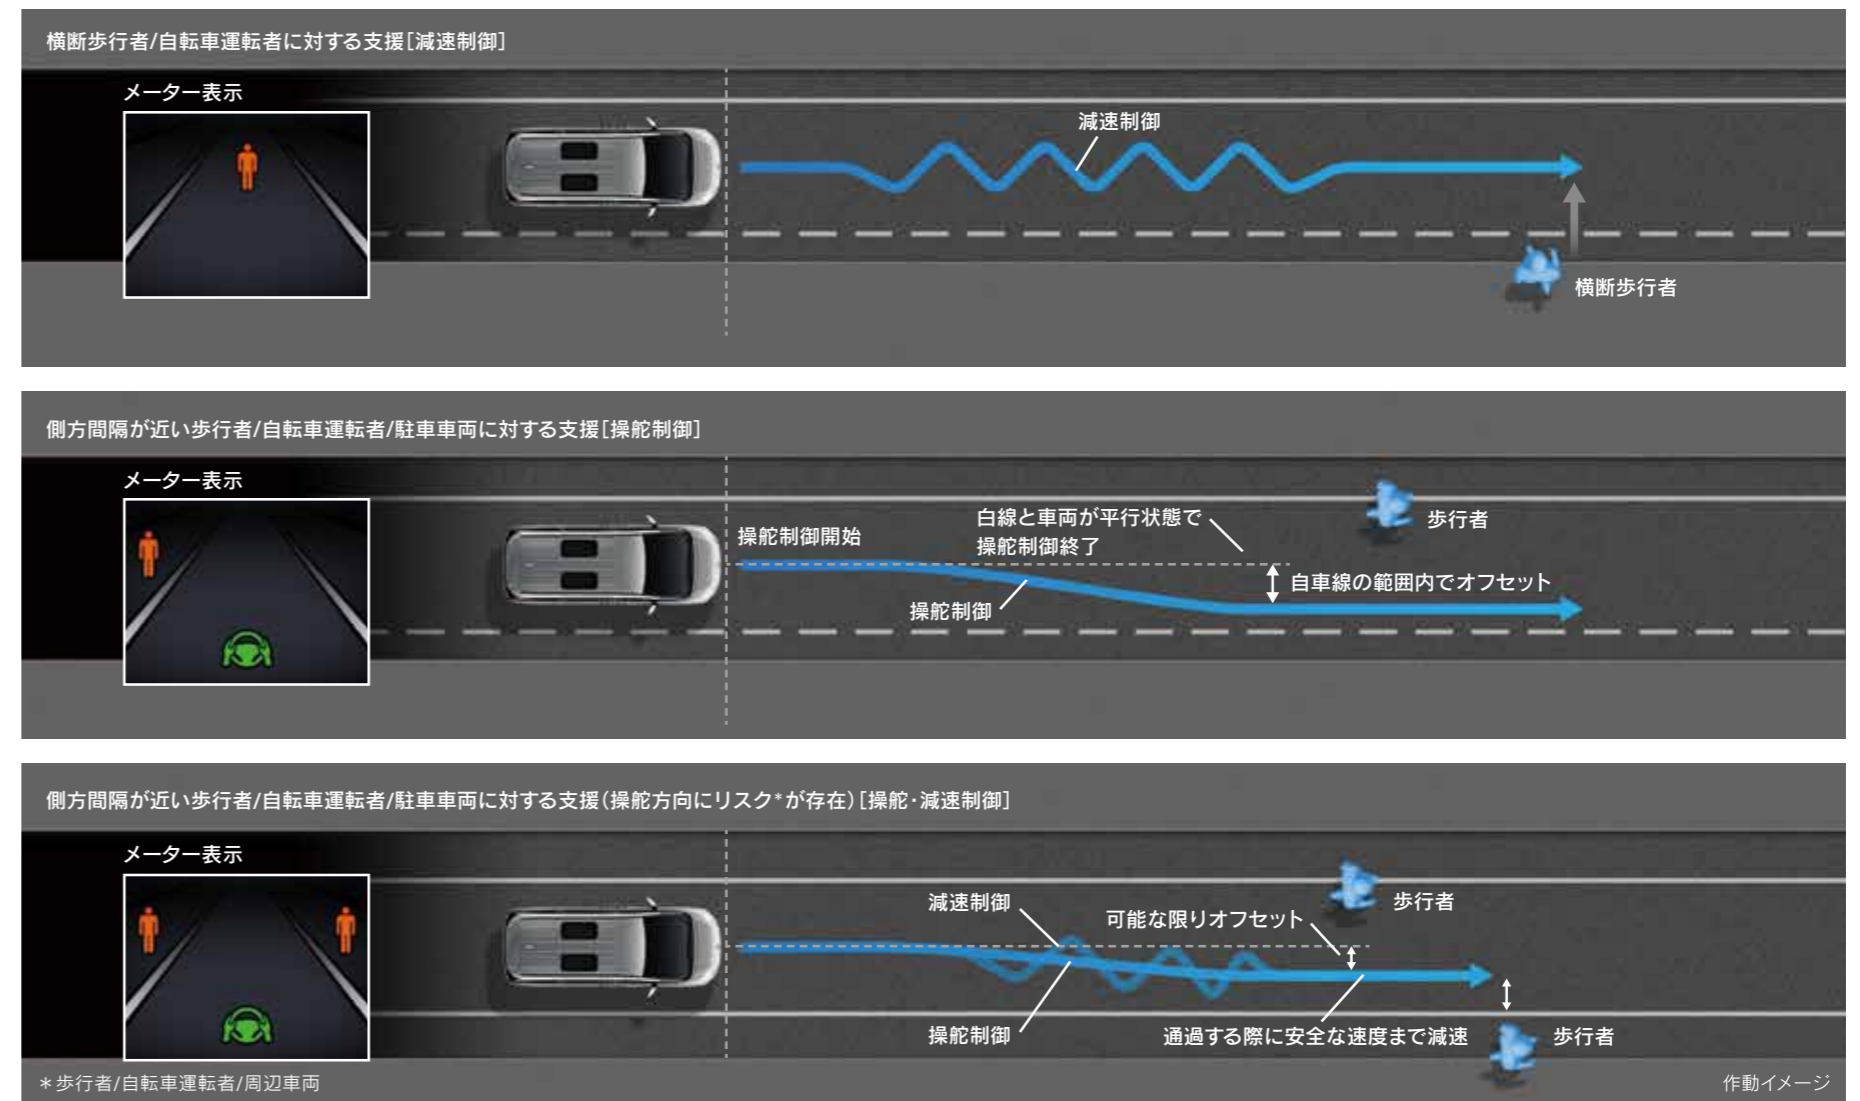 横断歩行者/自転車運転者に対する支援[減速制御]
メーター表示
減速制御
横断歩行者
側方間隔が近い歩行者/自転車運転者/駐車車両に対する支援[操舵制御]
メーター表示
操舵制御開始
白線と車両が平行状態で
操舵制御終了
歩行者
自車線の範囲内でオフセット
操舵制御
側方間隔が近い歩行者/自転車運転者/駐車車両に対する支援(操舵方向にリスク*が存在)[操舵・減速制御]
メーター表示
減速制御
可能な限りオフセット
歩行者
操舵制御
通過する際に安全な速度まで減速
歩行者
*歩行者/自転車運転者/周辺車両
作動イメージ